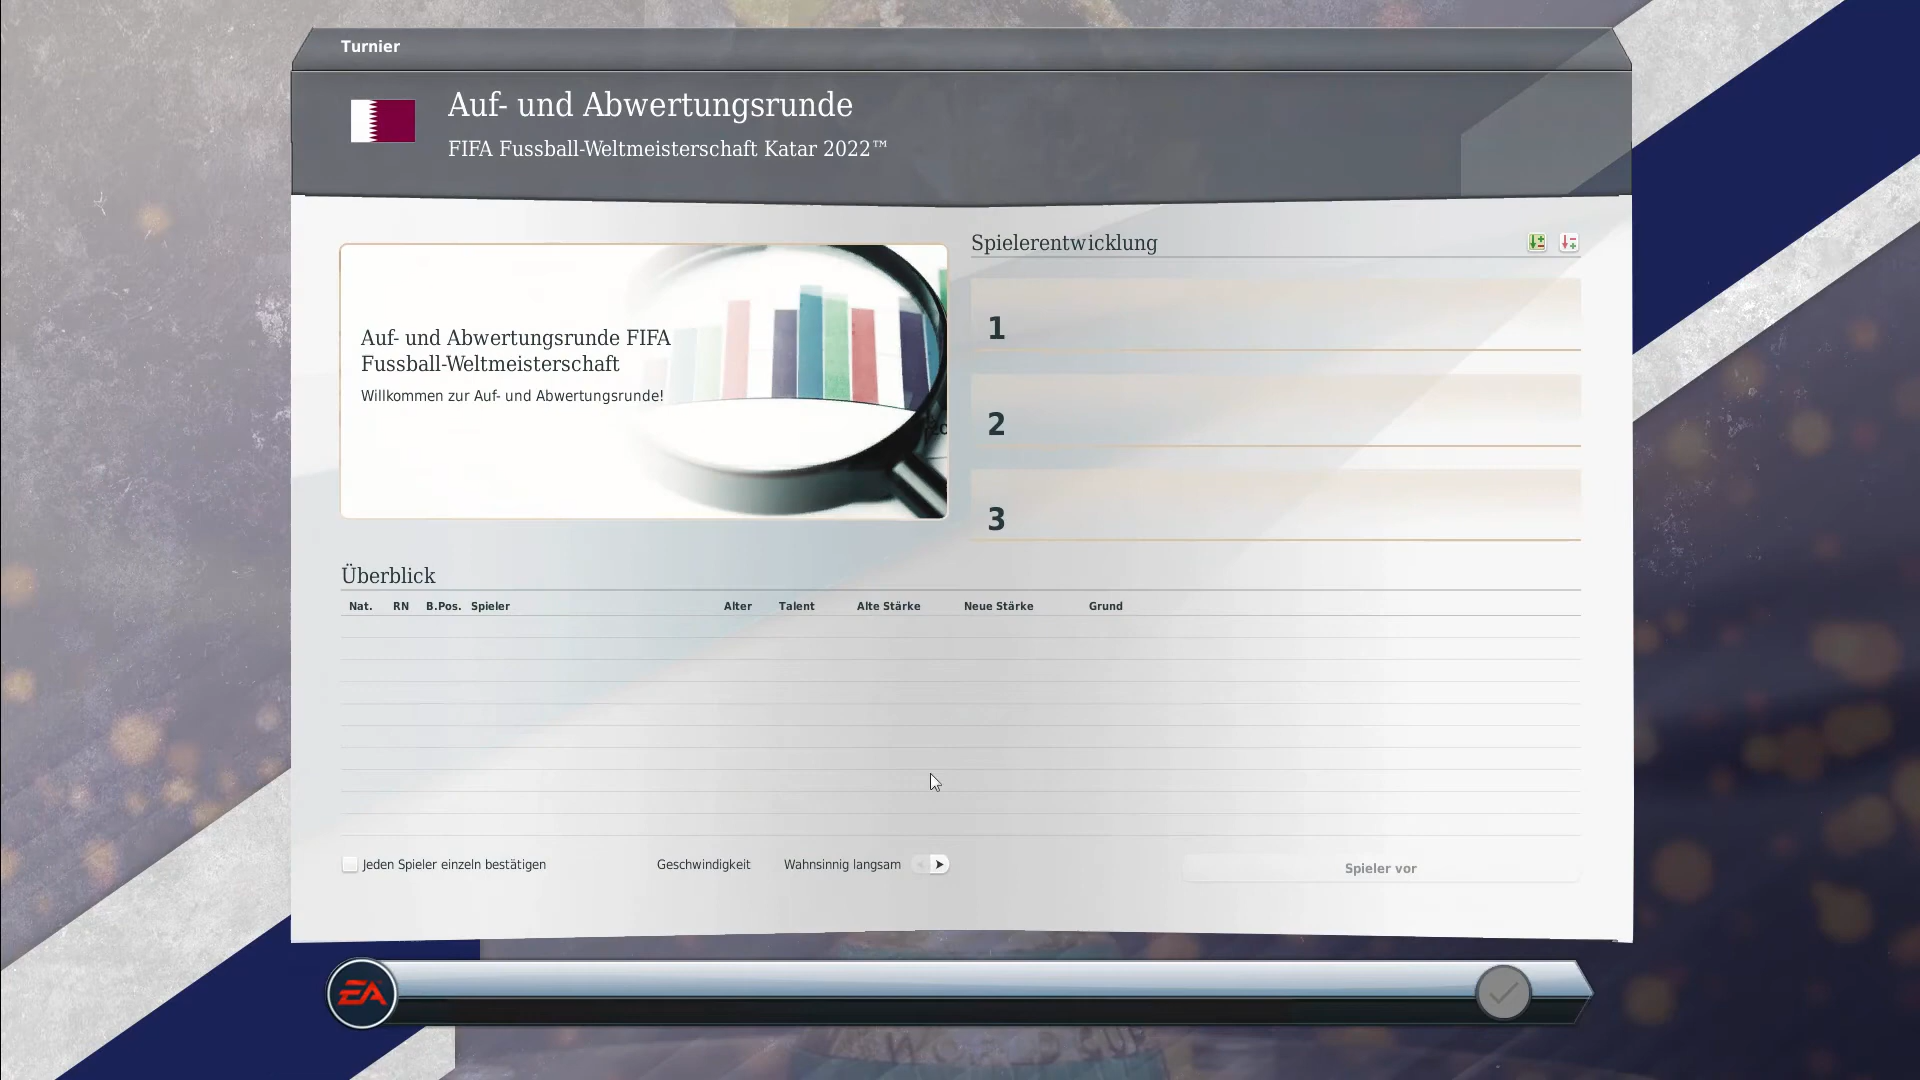 Turnier
Auf- und Abwertungsrunde
FIFA Fussball-Weltmeisterschaft Katar 2022™
Auf- und Abwertungsrunde FIFA
Fussball-Weltmeisterschaft
Willkommen zur Auf- und Abwertungsrunde!
Spielerentwicklung
1
2
3
Überblick
Nat. RN B.Pos. Spieler Alter Talent Alte Stärke Neue Stärke Grund
Jeden Spieler einzeln bestätigen Geschwindigkeit Wahnsinnig langsam Spieler vor
EA
WORLD CUP